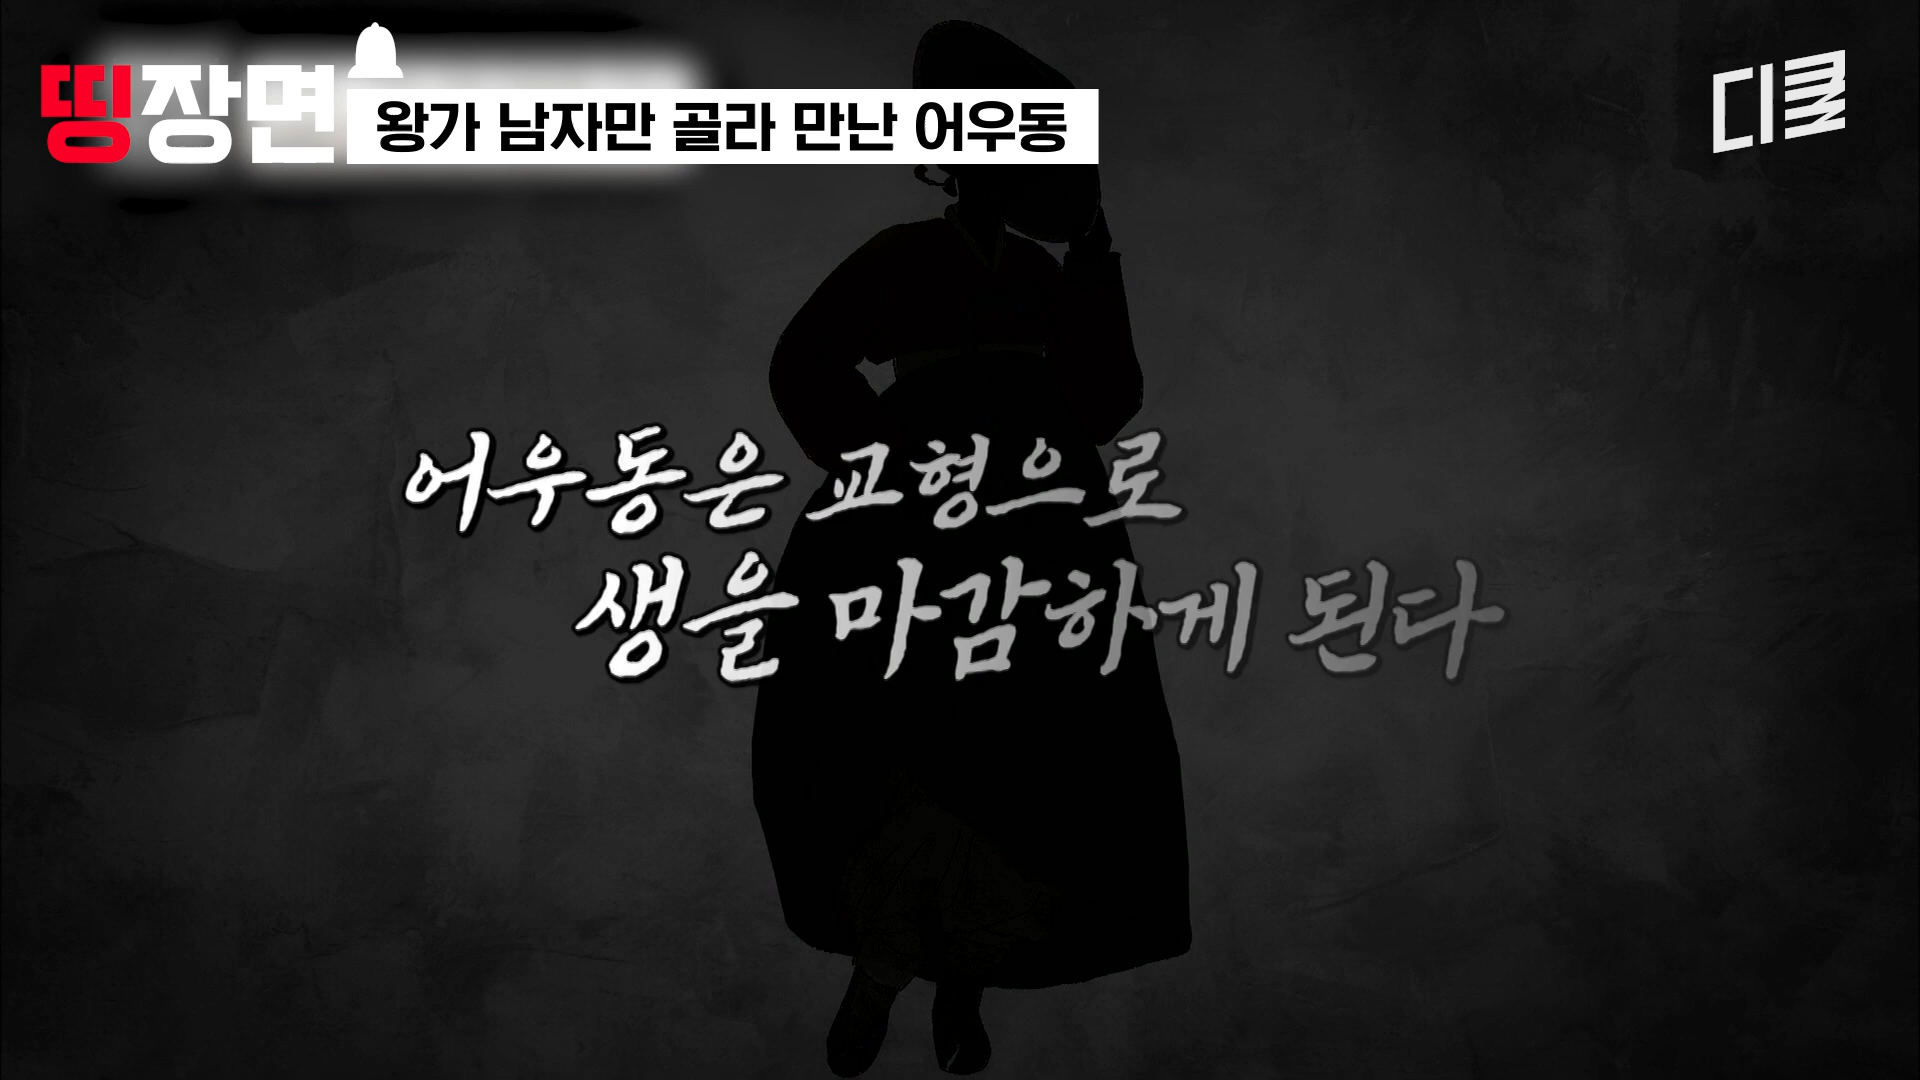 띵장면
왕가 남자만 골라 만난 어우동
디클
어우동은 교형으로
생을 마감하게 된다